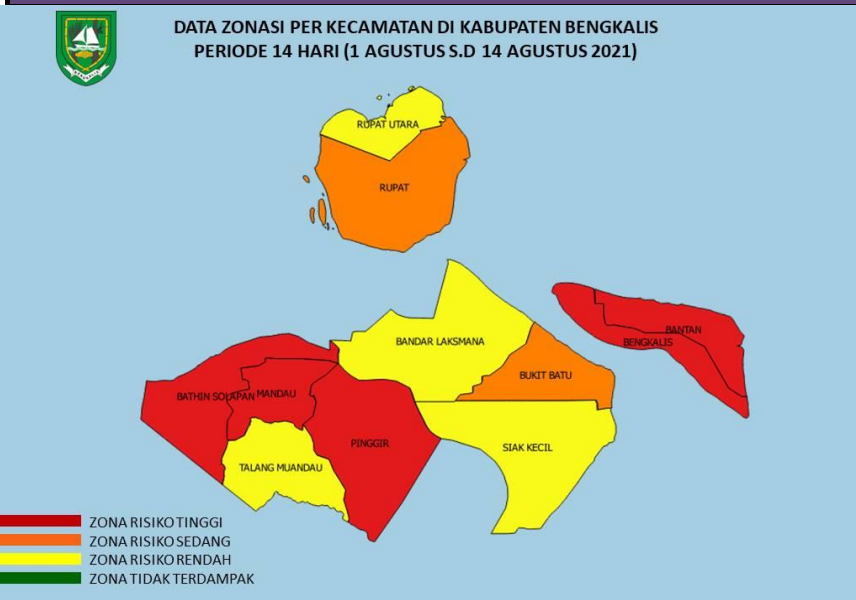 DATA ZONASI PER KECAMATAN DI KABUPATEN BENGKALIS
PERIODE 14 HARI (1 AGUSTUS S.D 14 AGUSTUS 2021)
BENGKALIS
RUPAT UTARA
RUPAT
BANTAN
BENGKALIS
BANDAR LAKSMANA
BUKIT BATU
BATHIN SOLAPAN
MANDAU
PINGGIR
SIAK KECIL
TALANG MUANDAU
ZONA RISIKO TINGGI
ZONA RISIKO SEDANG
ZONA RISIKO RENDAH
ZONA TIDAK TERDAMPAK